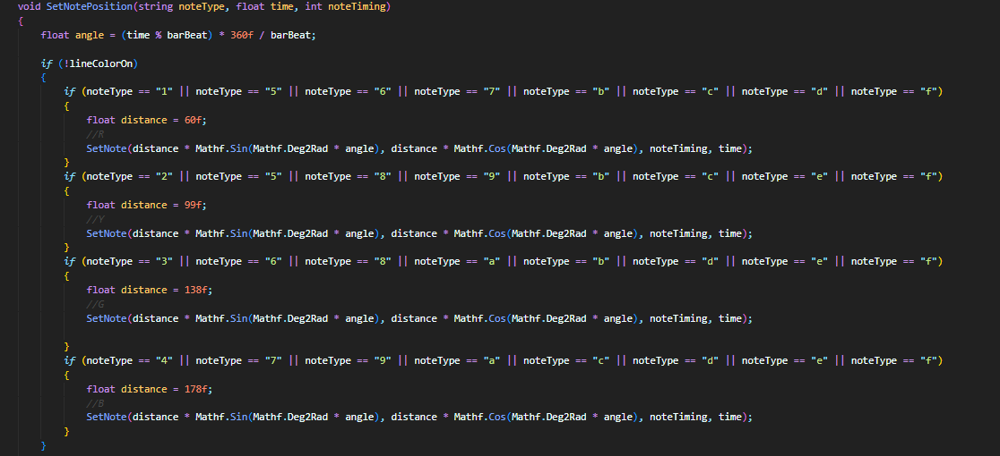 void SetNotePosition(string noteType, float time, int noteTiming)
{
    float angle = (time % barBeat) * 360f / barBeat;

    if (!lineColorOn)
    {
        if (noteType == "1" || noteType == "5" || noteType == "6" || noteType == "7" || noteType == "b" || noteType == "c" || noteType == "d" || noteType == "f")
        {
            float distance = 60f;
            //R
            SetNote(distance * Mathf.Sin(Mathf.Deg2Rad * angle), distance * Mathf.Cos(Mathf.Deg2Rad * angle), noteTiming, time);
        }
        if (noteType == "2" || noteType == "5" || noteType == "8" || noteType == "9" || noteType == "b" || noteType == "c" || noteType == "e" || noteType == "f")
        {
            float distance = 99f;
            //Y
            SetNote(distance * Mathf.Sin(Mathf.Deg2Rad * angle), distance * Mathf.Cos(Mathf.Deg2Rad * angle), noteTiming, time);
        }
        if (noteType == "3" || noteType == "6" || noteType == "8" || noteType == "a" || noteType == "b" || noteType == "d" || noteType == "e" || noteType == "f")
        {
            float distance = 138f;
            //G
            SetNote(distance * Mathf.Sin(Mathf.Deg2Rad * angle), distance * Mathf.Cos(Mathf.Deg2Rad * angle), noteTiming, time);

        }
        if (noteType == "4" || noteType == "7" || noteType == "9" || noteType == "a" || noteType == "c" || noteType == "d" || noteType == "e" || noteType == "f")
        {
            float distance = 178f;
            //B
            SetNote(distance * Mathf.Sin(Mathf.Deg2Rad * angle), distance * Mathf.Cos(Mathf.Deg2Rad * angle), noteTiming, time);
        }
    }